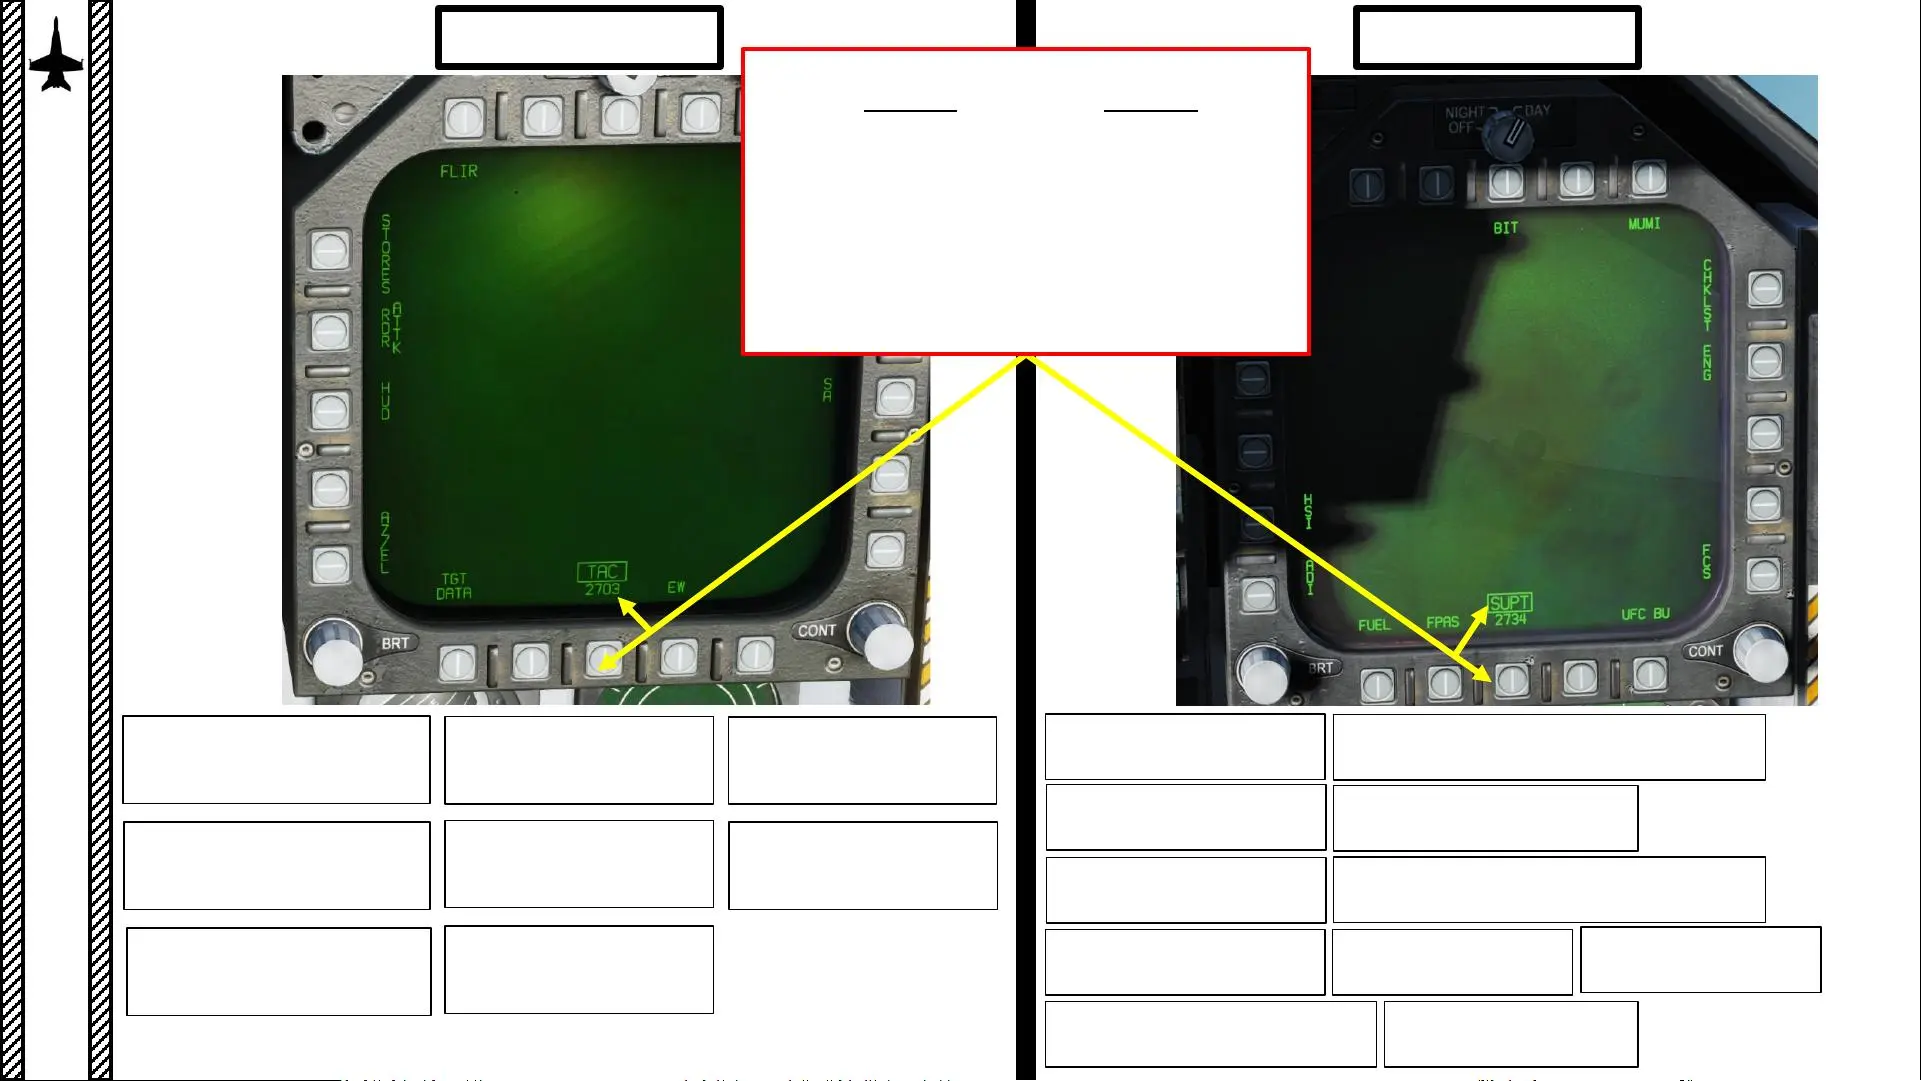 FLIR
STORES
RDR ATTK
HUD
AZ/EL
TGT
DATA
TAC
2703
EW
SA
BRT
CONT
NIGHT
DAY
OFF
BIT
MUMI
CHKLST
ENG
HSI
ADI
FCS
FUEL
FPAS
SUPT
2734
UFC BU
BRT
CONT